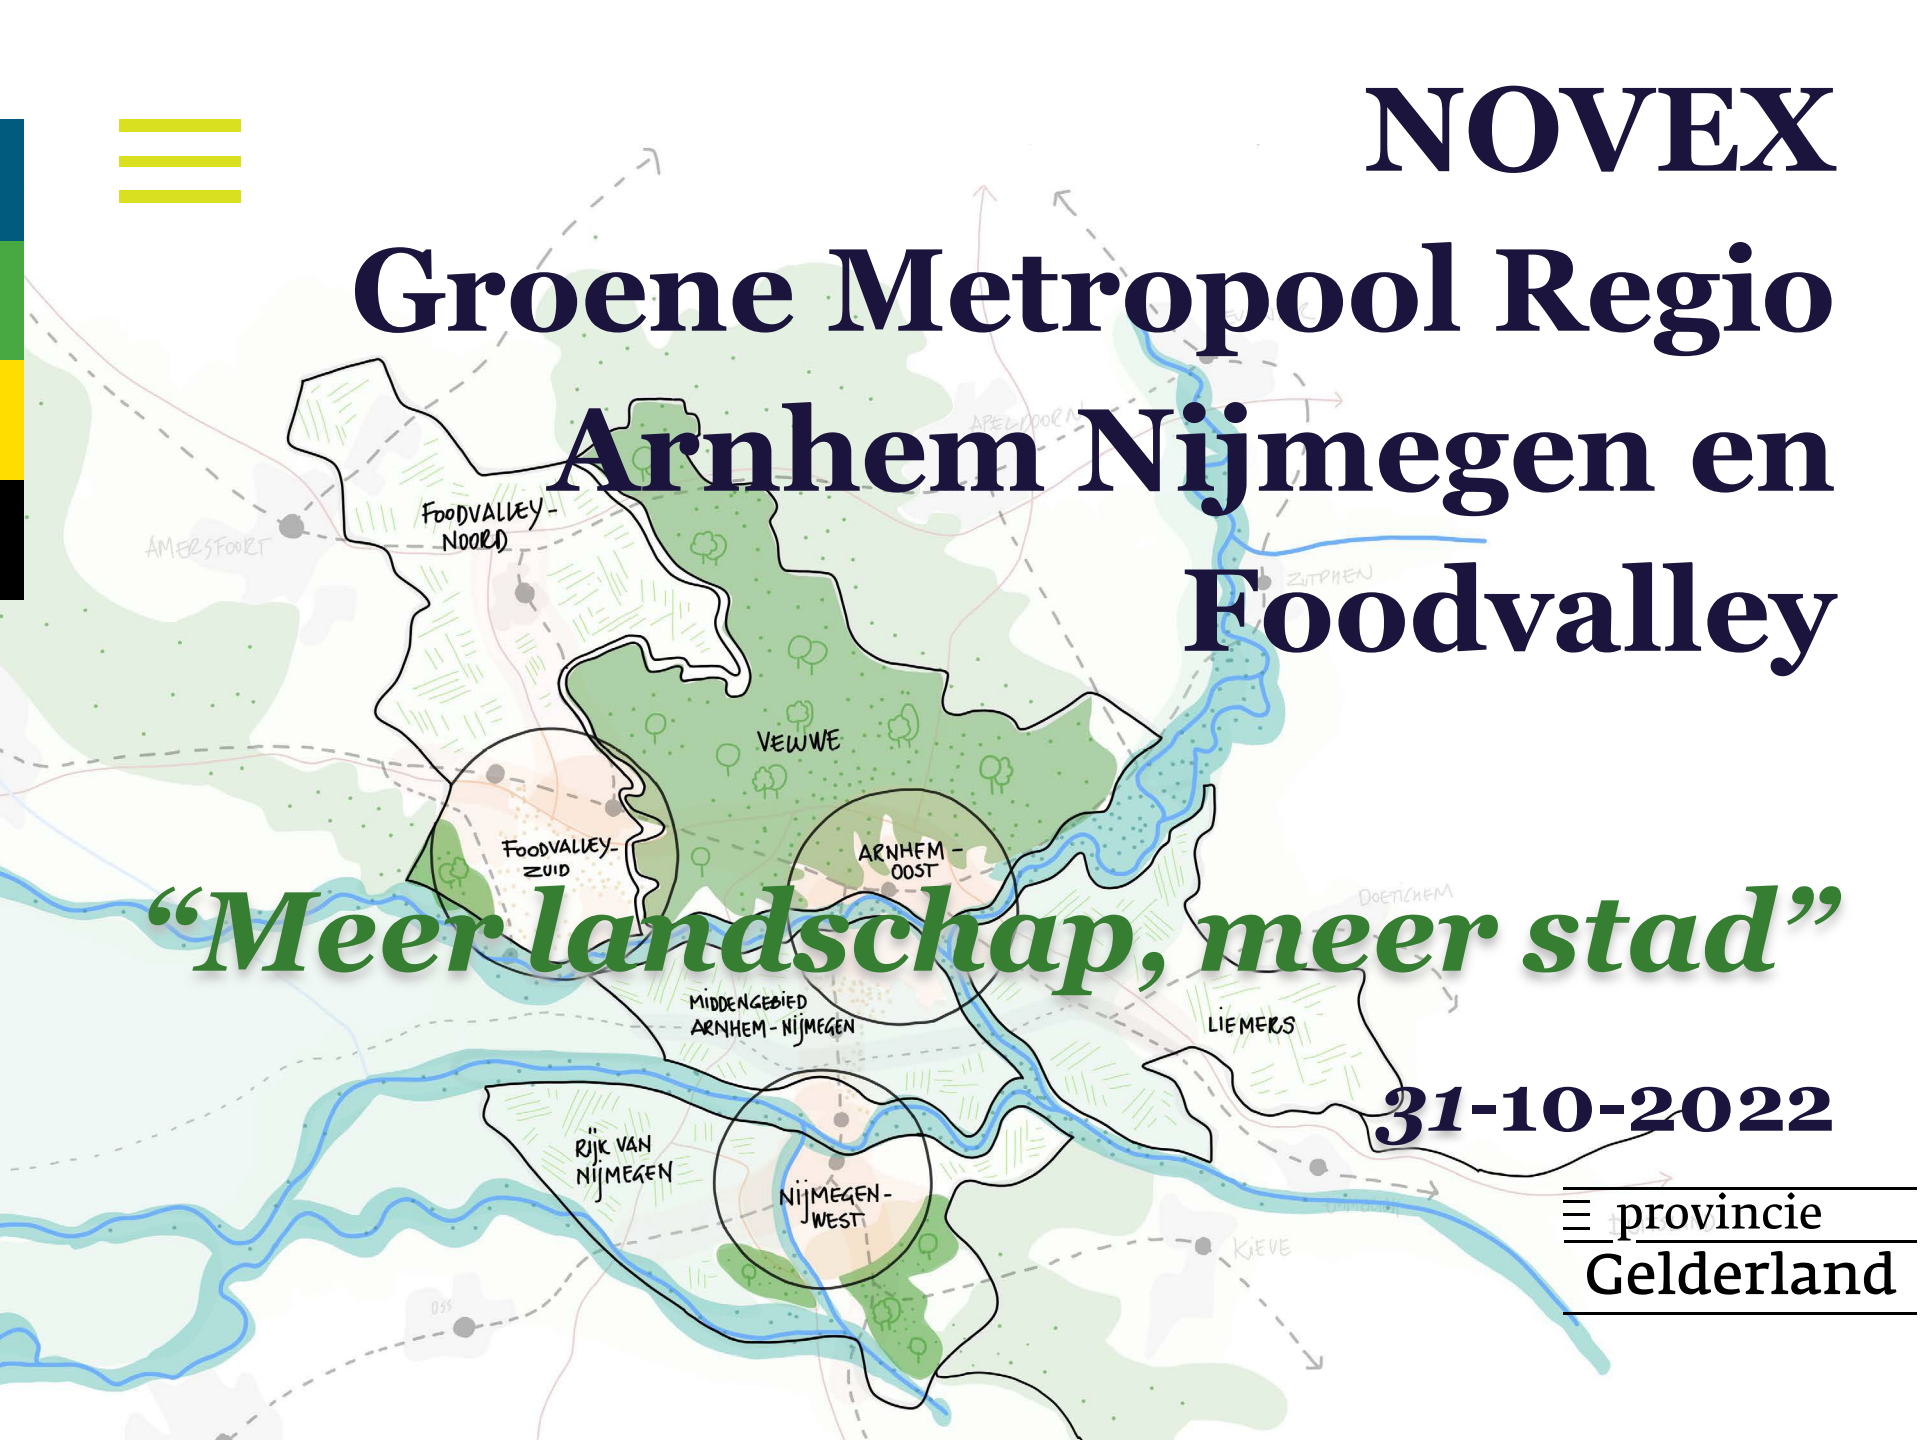 NOVEX
Groene Metropool Regio
Arnhem Nijmegen en
Foodvalley
APELDOORN
FOODVALLEY-
NOORD
AMERSFOORT
ZUTPHEN
VELUWE
FOODVALLEY-
ZUID
ARNHEM-
OOST
DOETICHEM
“Meer landschap, meer stad”
MIDDENGEBIED
ARNHEM-NIJMEGEN
LIEMERS
31-10-2022
RIJK VAN
NIJMEGEN
NIJMEGEN-
WEST
provincie
Gelderland
KLEVE
OSS